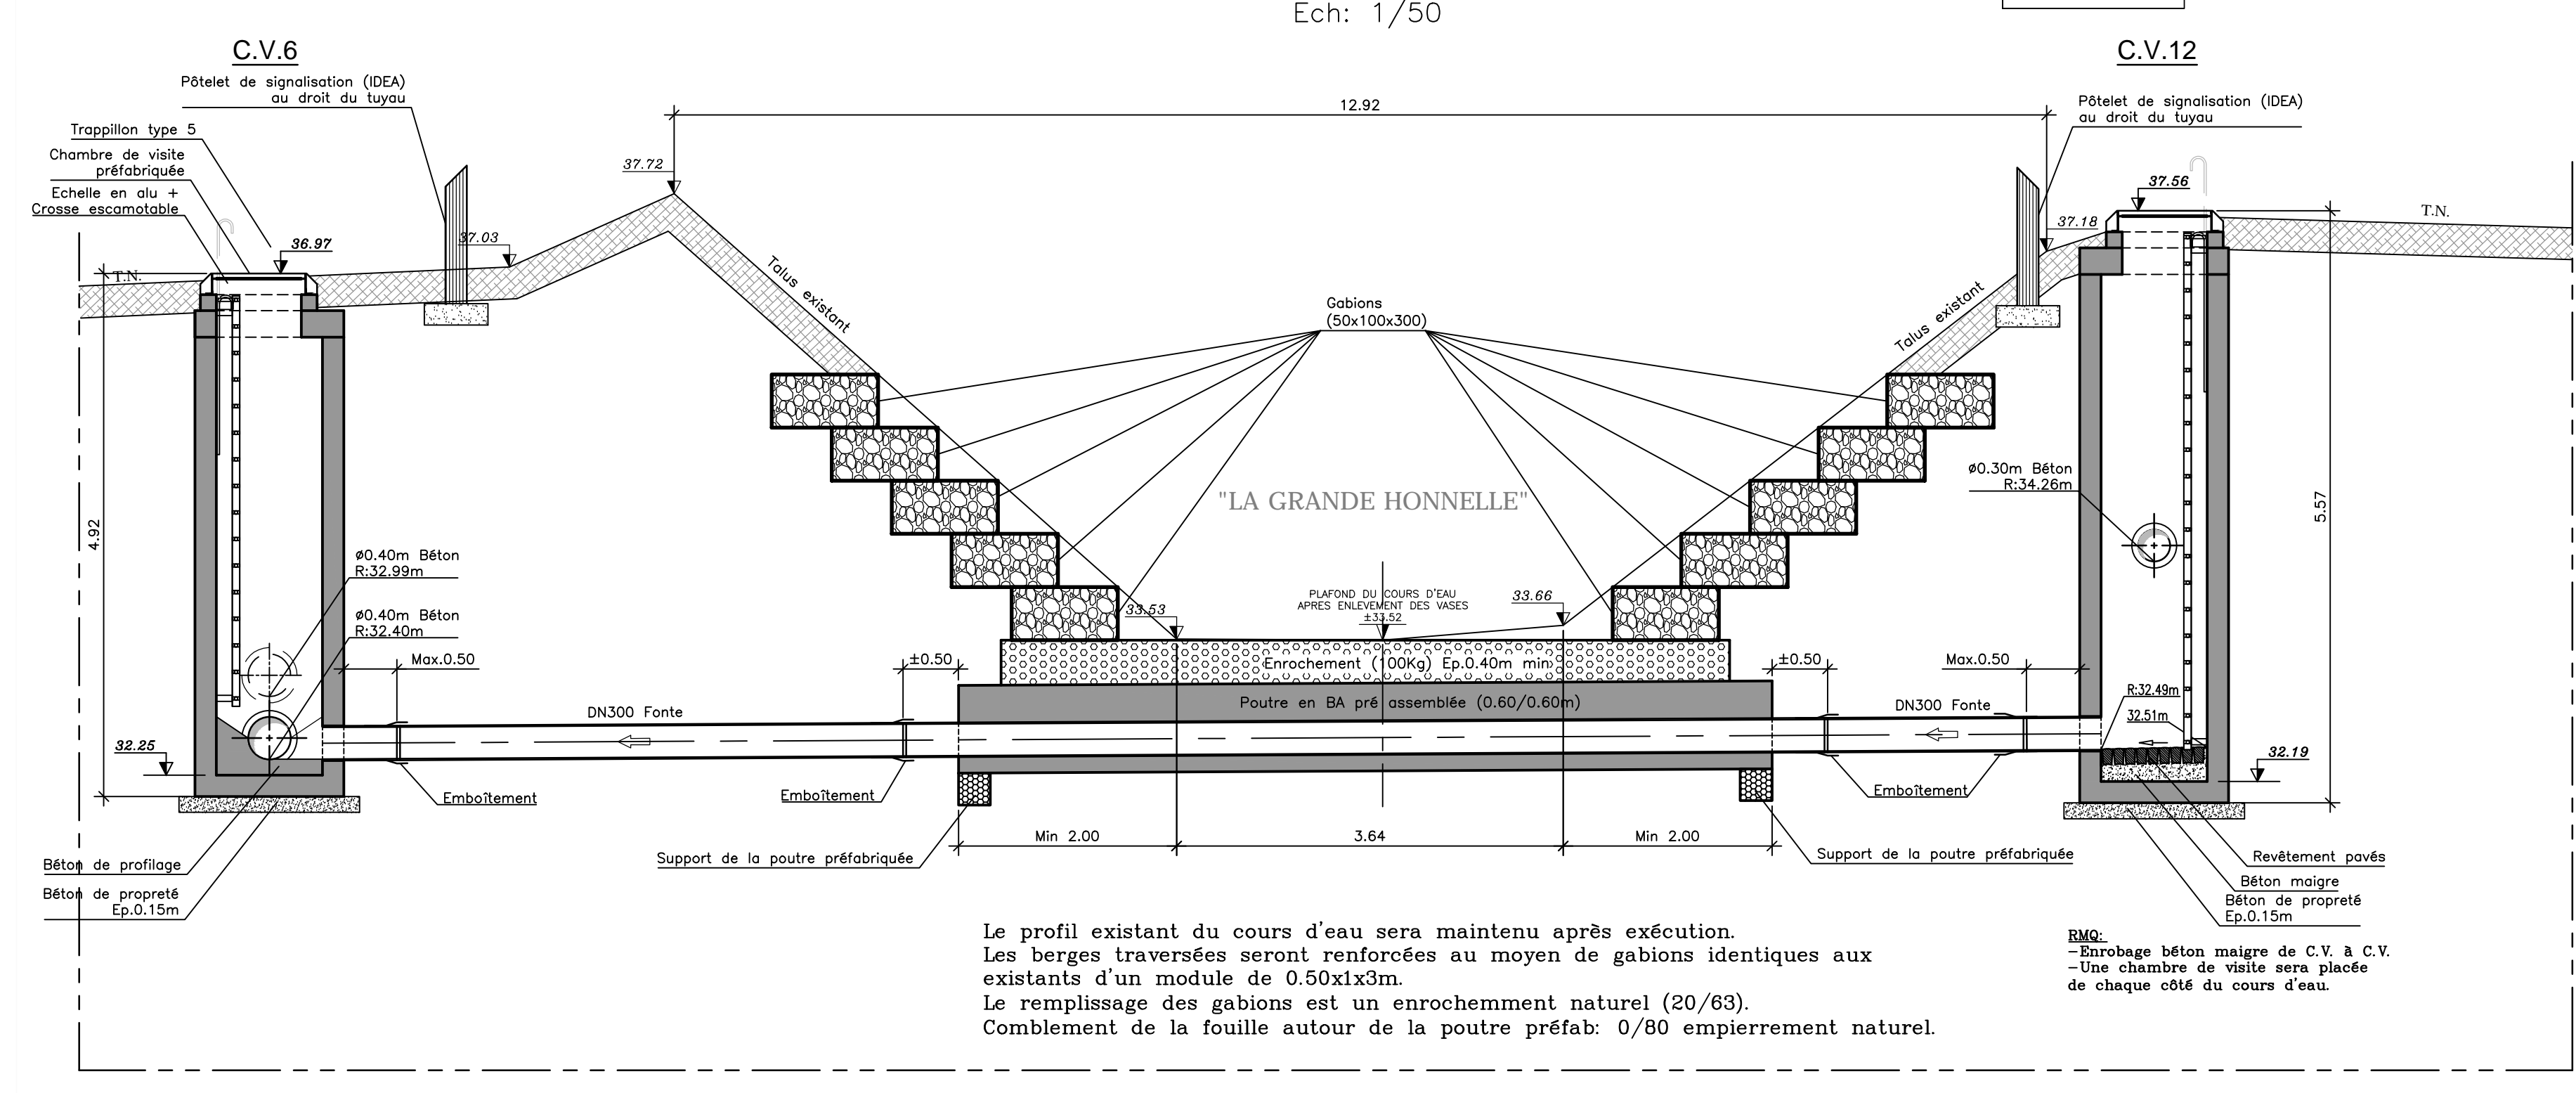 Ech: 1/50
C.V.6
C.V.12
Pôtelet de signalisation (IDEA)
au droit du tuyau
Pôtelet de signalisation (IDEA)
au droit du tuyau
12.92
Trappillon type 5
Chambre de visite
préfabriquée
Echelle en alu +
Crosse escamotable
37.72
37.56
37.18
T.N.
37.03
36.97
T.N.
Talus existant
Talus existant
Gabions
(50x100x300)
"LA GRANDE HONNELLE"
ø0.30m Béton
R:34.26m
4.92
5.57
ø0.40m Béton
R:32.99m
ø0.40m Béton
R:32.40m
33.53
PLAFOND DU COURS D'EAU
APRES ENLEVEMENT DES VASES
±33.52
33.66
Max.0.50
±0.50
Enrochement (100Kg) Ep.0.40m min
±0.50
Max.0.50
R:32.49m
32.51m
DN300 Fonte
Poutre en BA pré assemblée (0.60/0.60m)
DN300 Fonte
32.25
32.19
Emboîtement
Emboîtement
Emboîtement
Min 2.00
3.64
Min 2.00
Support de la poutre préfabriquée
Support de la poutre préfabriquée
Béton de profilage
Béton de propreté
Ep.0.15m
Revêtement pavés
Béton maigre
Béton de propreté
Ep.0.15m
Le profil existant du cours d'eau sera maintenu après exécution.
Les berges traversées seront renforcées au moyen de gabions identiques aux
existants d'un module de 0.50x1x3m.
Le remplissage des gabions est un enrochemment naturel (20/63).
Comblement de la fouille autour de la poutre préfab: 0/80 empierrement naturel.
RMQ:
-Enrobage béton maigre de C.V. à C.V.
-Une chambre de visite sera placée
de chaque côté du cours d'eau.